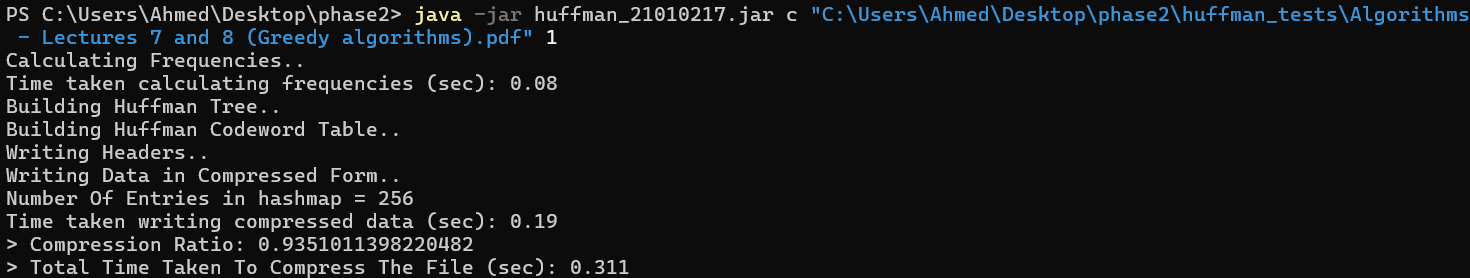 PS C:\Users\Ahmed\Desktop\phase2> java -jar huffman_21010217.jar c "C:\Users\Ahmed\Desktop\phase2\huffman_tests\Algorithms
 - Lectures 7 and 8 (Greedy algorithms).pdf" 1
Calculating Frequencies..
Time taken calculating frequencies (sec): 0.08
Building Huffman Tree..
Building Huffman Codeword Table..
Writing Headers..
Writing Data in Compressed Form..
Number Of Entries in hashmap = 256
Time taken writing compressed data (sec): 0.19
> Compression Ratio: 0.9351011398220482
> Total Time Taken To Compress The File (sec): 0.311